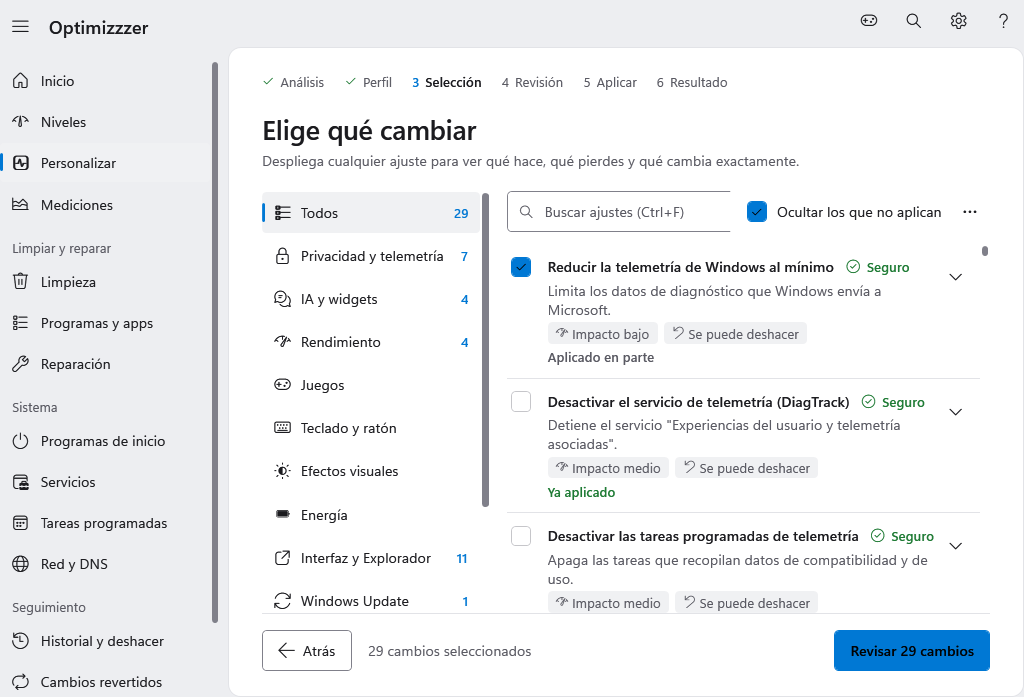 Optimizzzer
Inicio
Niveles
Personalizar
Mediciones
Limpiar y reparar
Limpieza
Programas y apps
Reparación
Sistema
Programas de inicio
Servicios
Tareas programadas
Red y DNS
Seguimiento
Historial y deshacer
Cambios revertidos
Análisis Perfil 3 Selección 4 Revisión 5 Aplicar 6 Resultado
Elige qué cambiar
Despliega cualquier ajuste para ver qué hace, qué pierdes y qué cambia exactamente.
Todos 29
Privacidad y telemetría 7
IA y widgets 4
Rendimiento 4
Juegos
Teclado y ratón
Efectos visuales
Energía
Interfaz y Explorador 11
Windows Update 1
Buscar ajustes (Ctrl+F) Ocultar los que no aplican
Reducir la telemetría de Windows al mínimo Seguro
Limita los datos de diagnóstico que Windows envía a
Microsoft.
Impacto bajo Se puede deshacer
Aplicado en parte
Desactivar el servicio de telemetría (DiagTrack) Seguro
Detiene el servicio "Experiencias del usuario y telemetría
asociadas".
Impacto medio Se puede deshacer
Ya aplicado
Desactivar las tareas programadas de telemetría Seguro
Apaga las tareas que recopilan datos de compatibilidad y de
uso.
Impacto medio Se puede deshacer
Atrás 29 cambios seleccionados Revisar 29 cambios